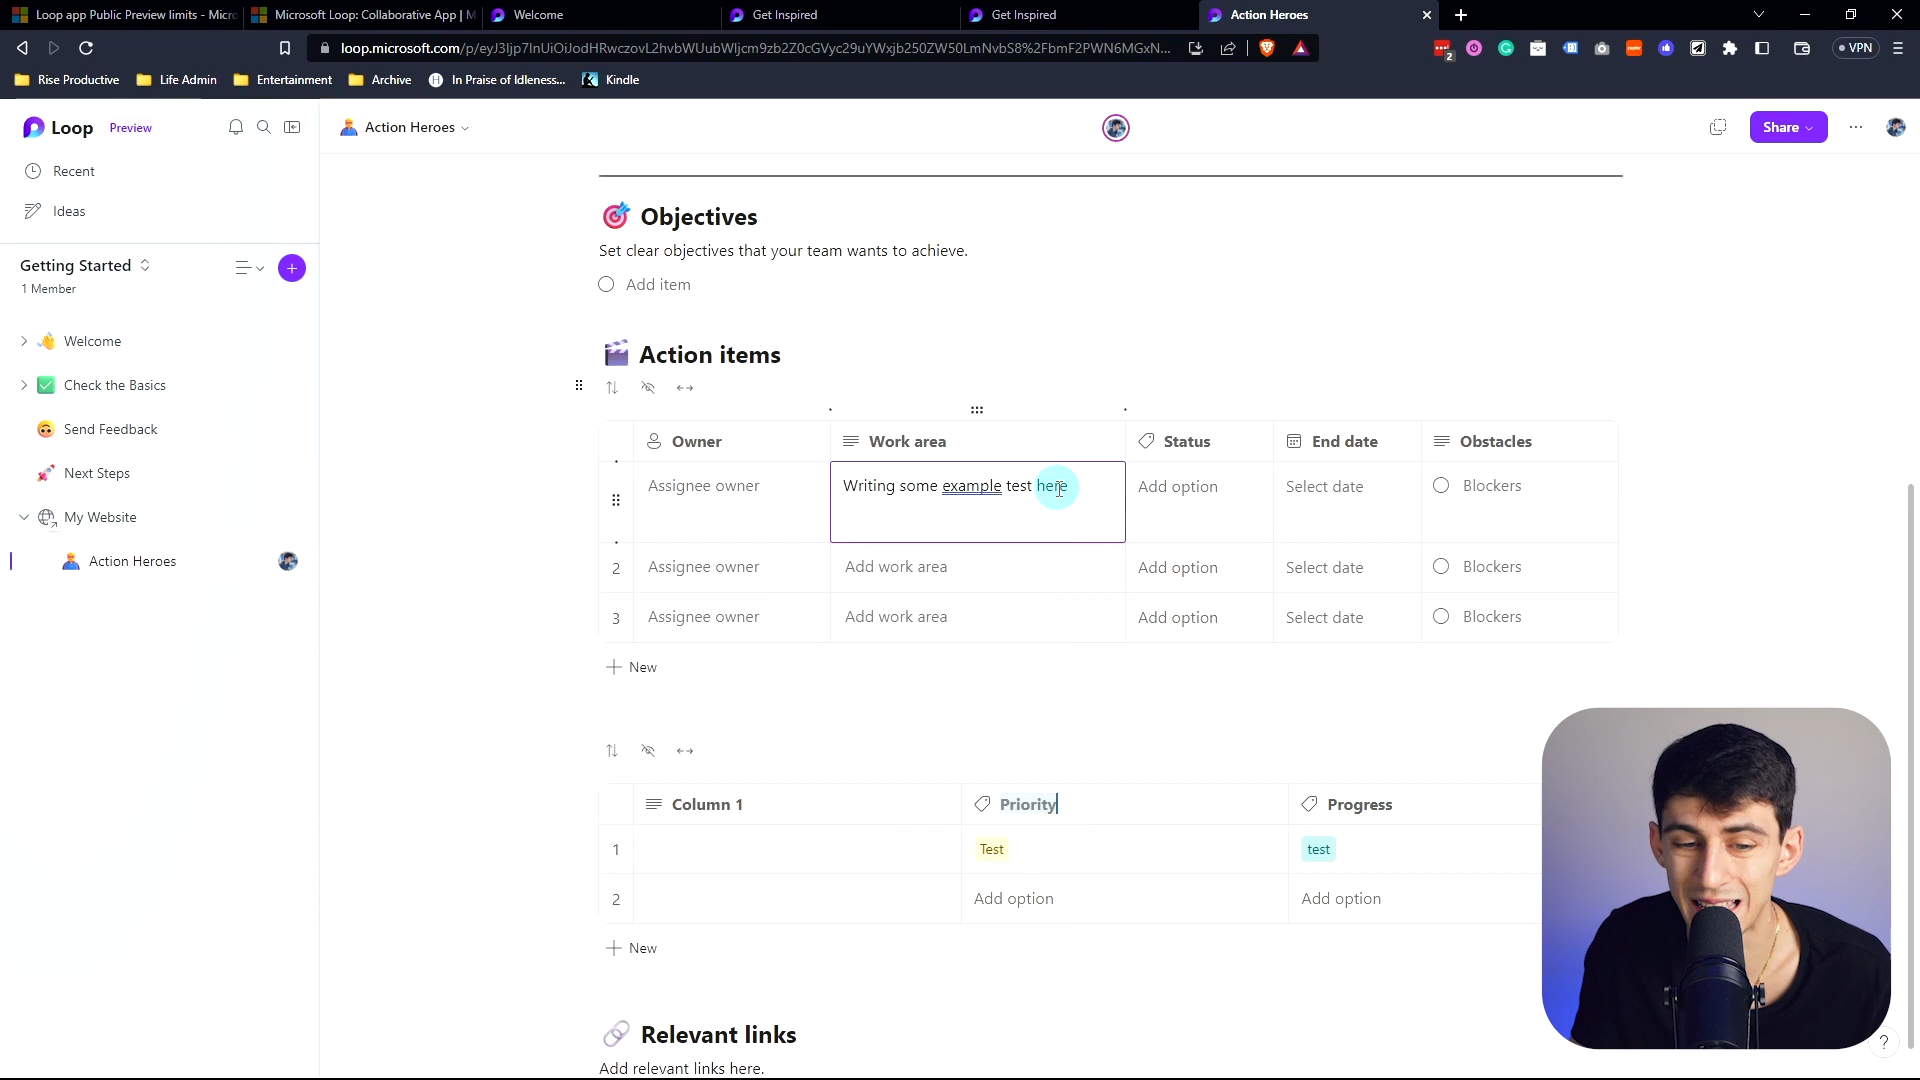 Loop app Public Preview limits - Micro
Microsoft Loop: Collaborative App | M
Welcome
Get Inspired
Get Inspired
Action Heroes
2
VPN
Rise Productive
Life Admin
Entertainment
Archive
In Praise of Idleness...
Kindle
Loop Preview
Action Heroes
Share
Recent
Ideas
Getting Started
1 Member
Welcome
Check the Basics
Send Feedback
Next Steps
My Website
Action Heroes
Objectives
Set clear objectives that your team wants to achieve.
Add item
Action items
Owner Work area Status End date Obstacles
Assignee owner Writing some example test here Add option Select date Blockers
2 Assignee owner Add work area Add option Select date Blockers
3 Assignee owner Add work area Add option Select date Blockers
New
Column 1 Priority Progress
1 Test test
2 Add option Add option
New
Relevant links
Add relevant links here.
?